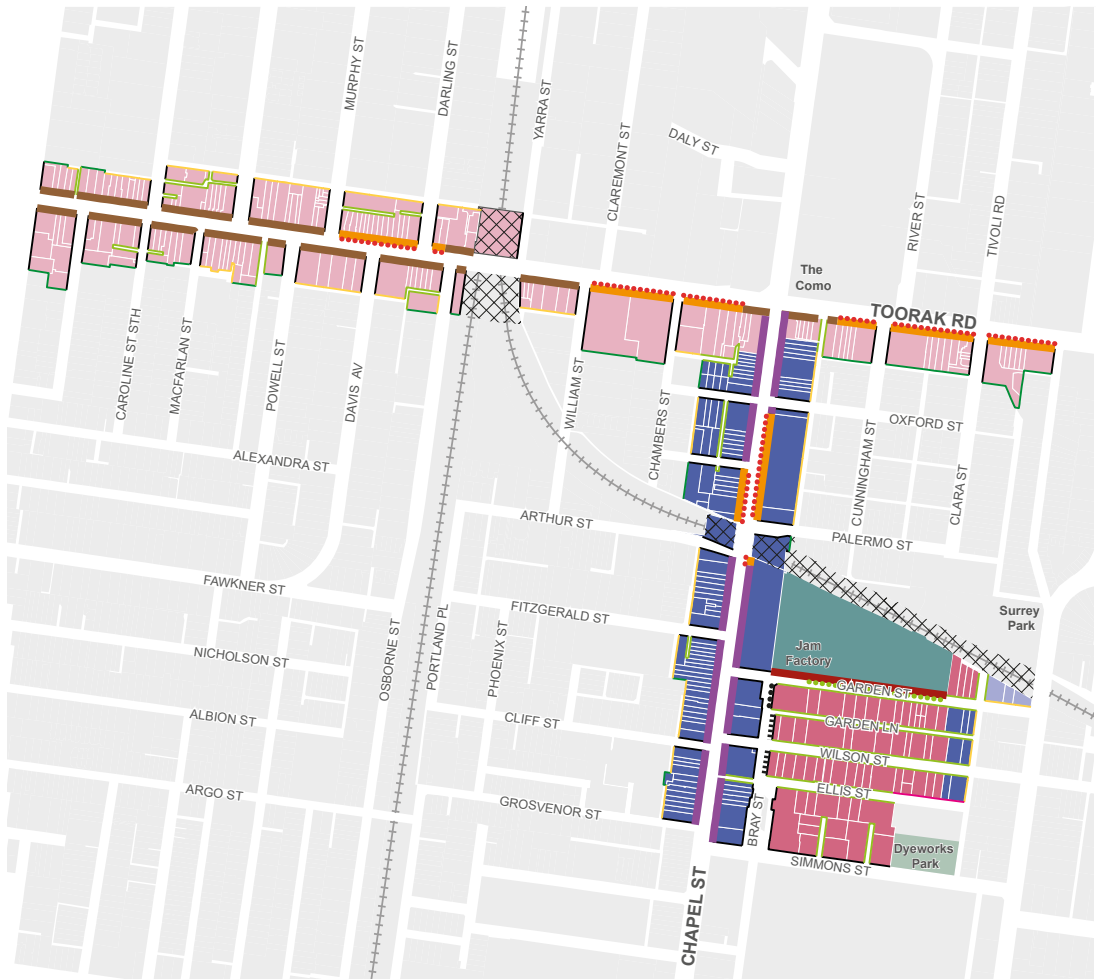 MURPHY ST
DARLING ST
YARRA ST
CLAREMONT ST
DALY ST
RIVER ST
TIVOLI RD
The
Como
TOORAK RD
CAROLINE ST STH
MACFARLAN ST
POWELL ST
DAVIS AV
WILLIAM ST
CHAMBERS ST
OXFORD ST
CUNNINGHAM ST
CLARA ST
ALEXANDRA ST
ARTHUR ST
PALERMO ST
FAWKNER ST
FITZGERALD ST
Surrey
Park
NICHOLSON ST
OSBORNE ST
PORTLAND PL
PHOENIX ST
Jam
Factory
GARDEN ST
ALBION ST
CLIFF ST
GARDEN LN
WILSON ST
ARGO ST
GROSVENOR ST
ELLIS ST
BRAY ST
Dyeworks
Park
SIMMONS ST
CHAPEL ST